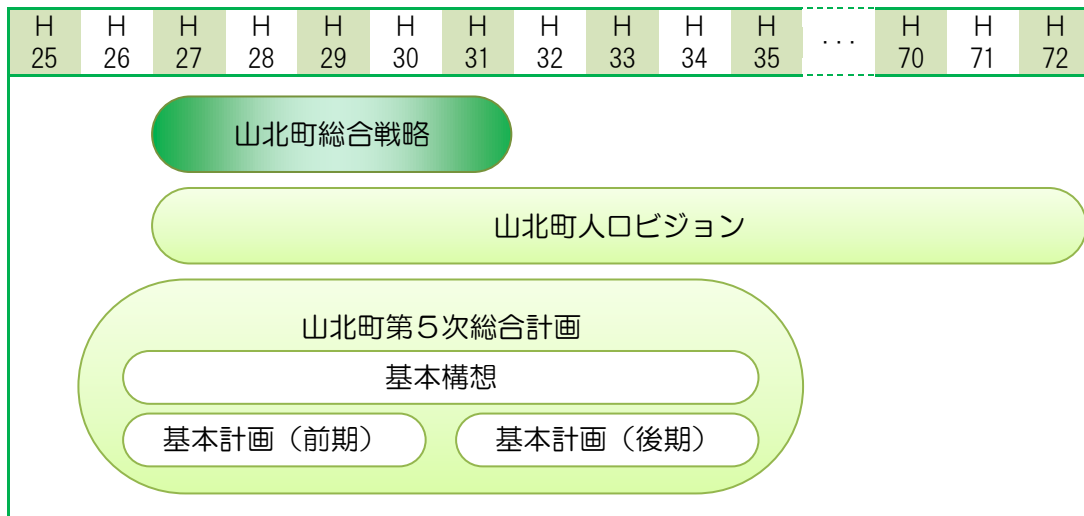 H H H H H H H H H H H ... H H H
25 26 27 28 29 30 31 32 33 34 35 70 71 72
山北町総合戦略
山北町人口ビジョン
山北町第5次総合計画
基本構想
基本計画（前期） 基本計画（後期）